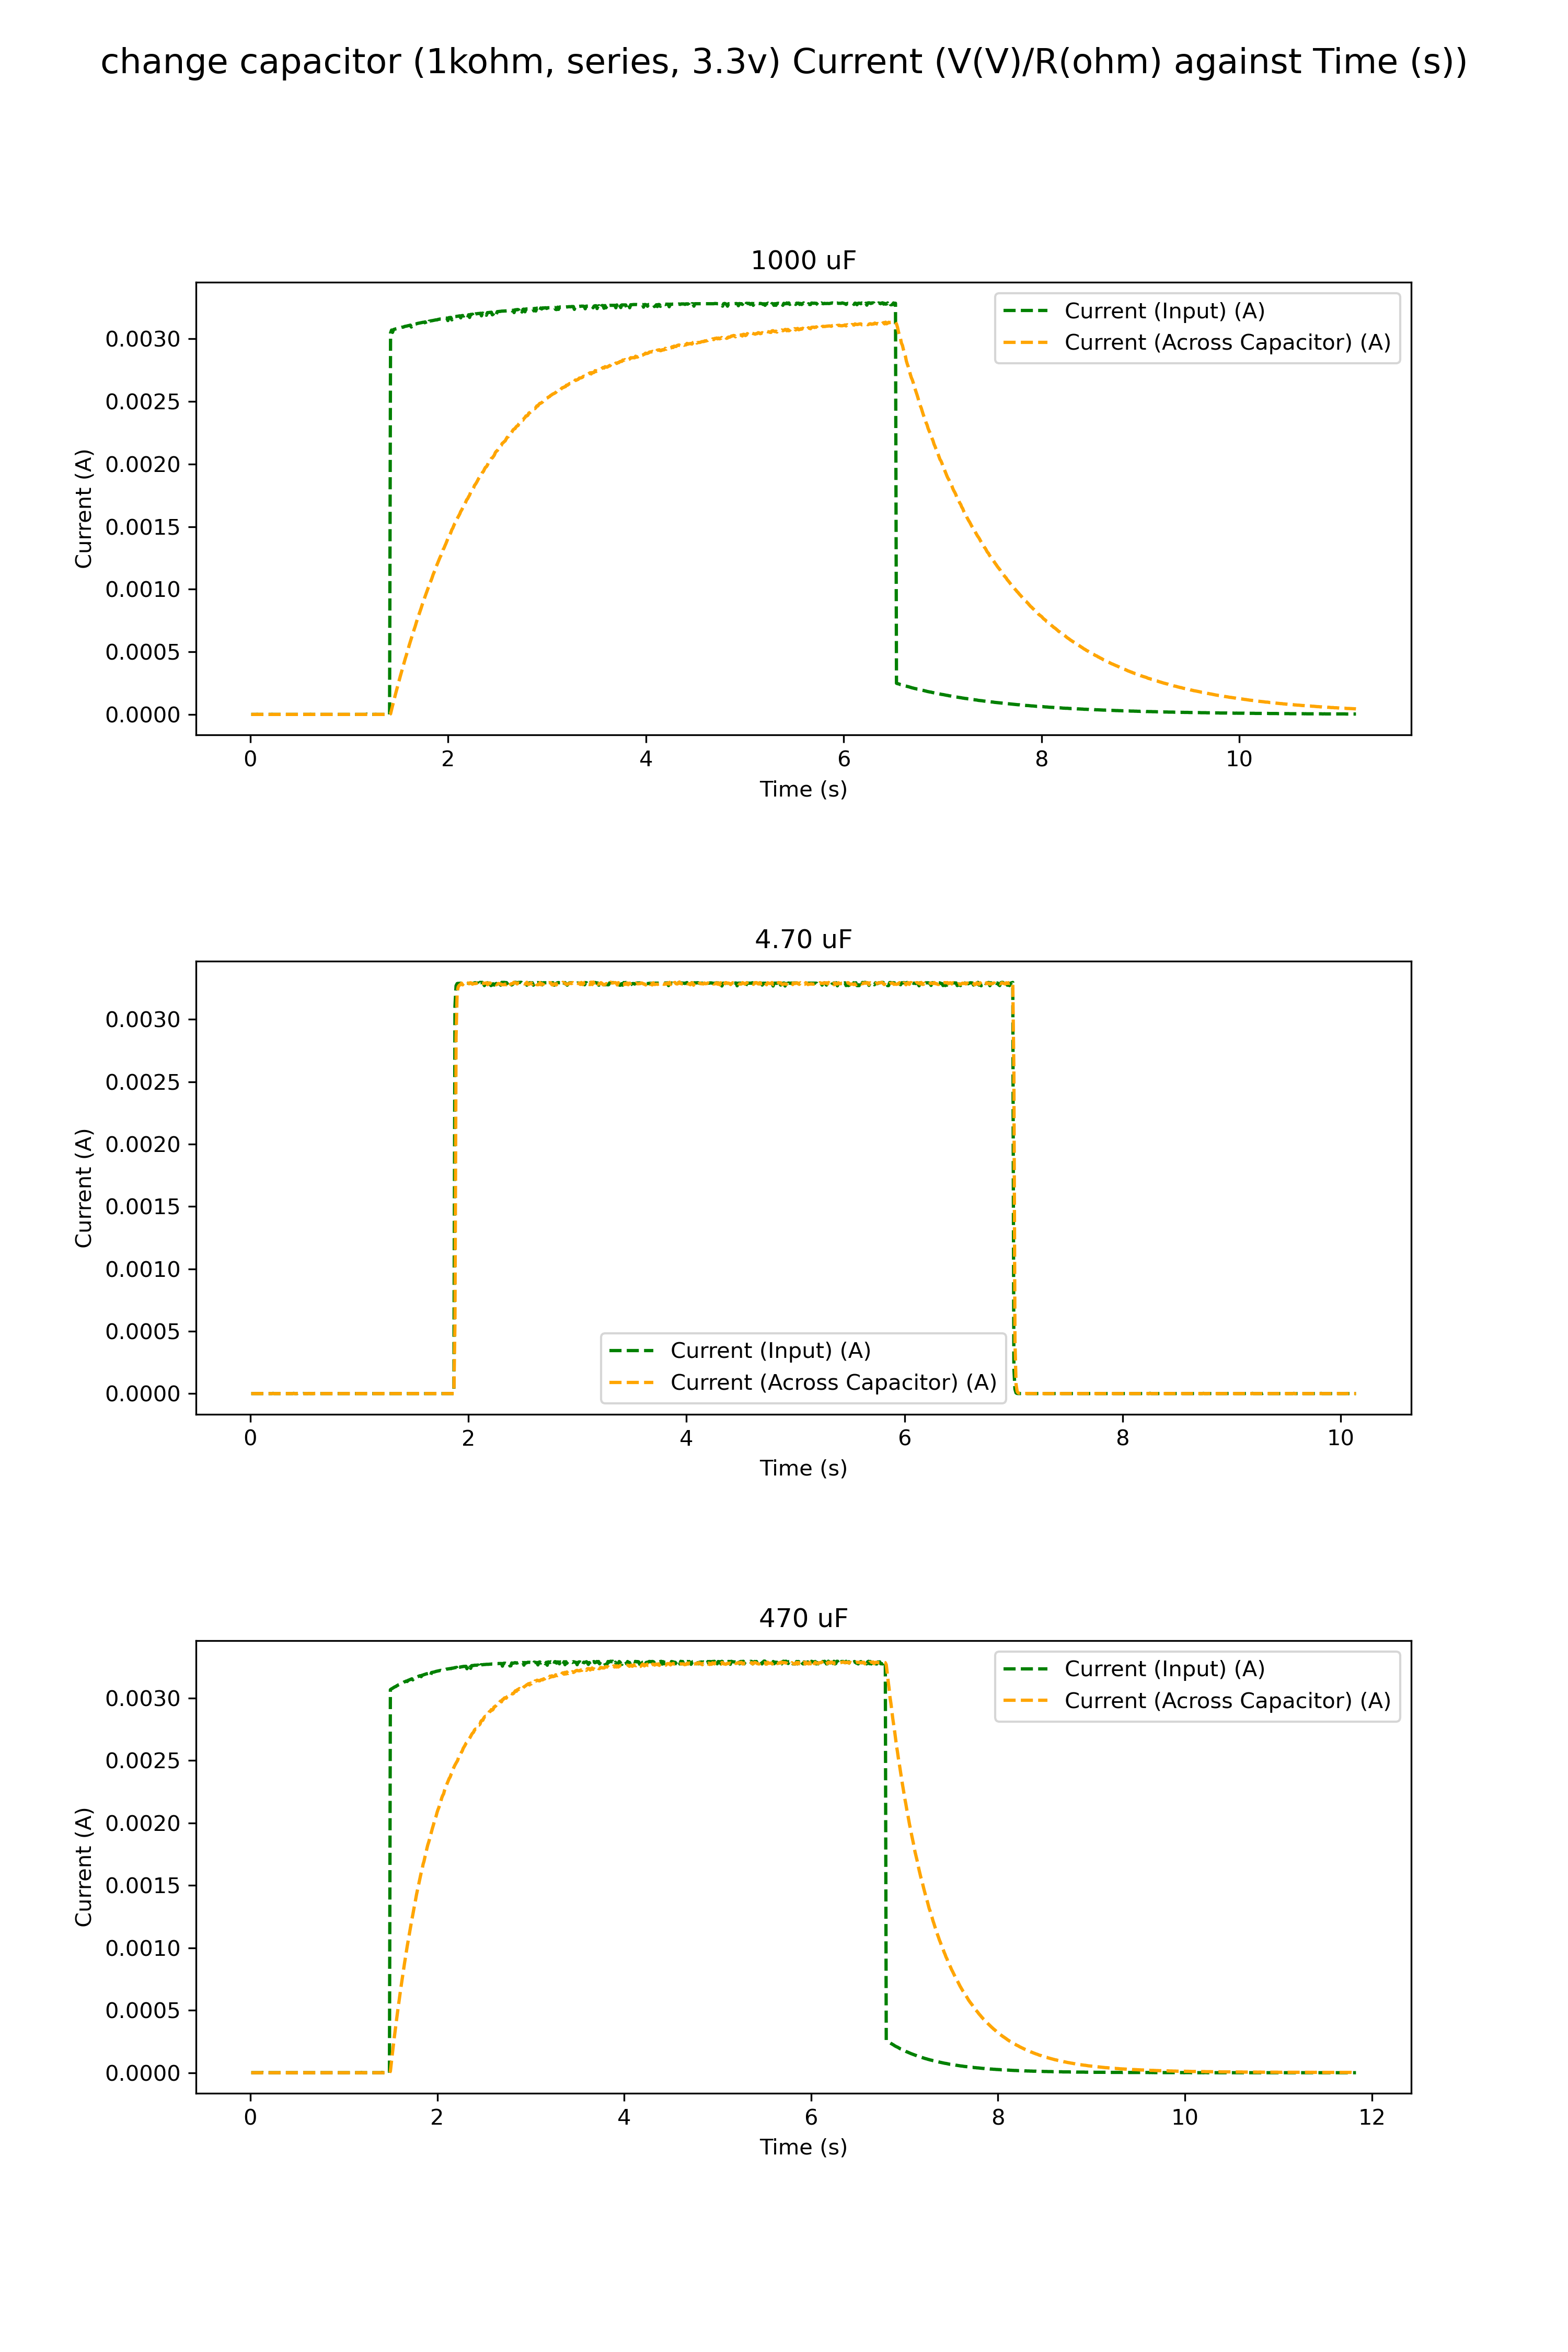 change capacitor (1kohm, series, 3.3v) Current (V(V)/R(ohm) against Time (s))
1000 uF
Current (Input) (A)
Current (Across Capacitor) (A)
0.0030
0.0025
0.0020
0.0015
0.0010
0.0005
0.0000
Current (A)
0 2 4 6 8 10
Time (s)
4.70 uF
0.0030
0.0025
0.0020
0.0015
0.0010
0.0005
0.0000
Current (A)
Current (Input) (A)
Current (Across Capacitor) (A)
0 2 4 6 8 10
Time (s)
470 uF
Current (Input) (A)
Current (Across Capacitor) (A)
0.0030
0.0025
0.0020
0.0015
0.0010
0.0005
0.0000
Current (A)
0 2 4 6 8 10 12
Time (s)